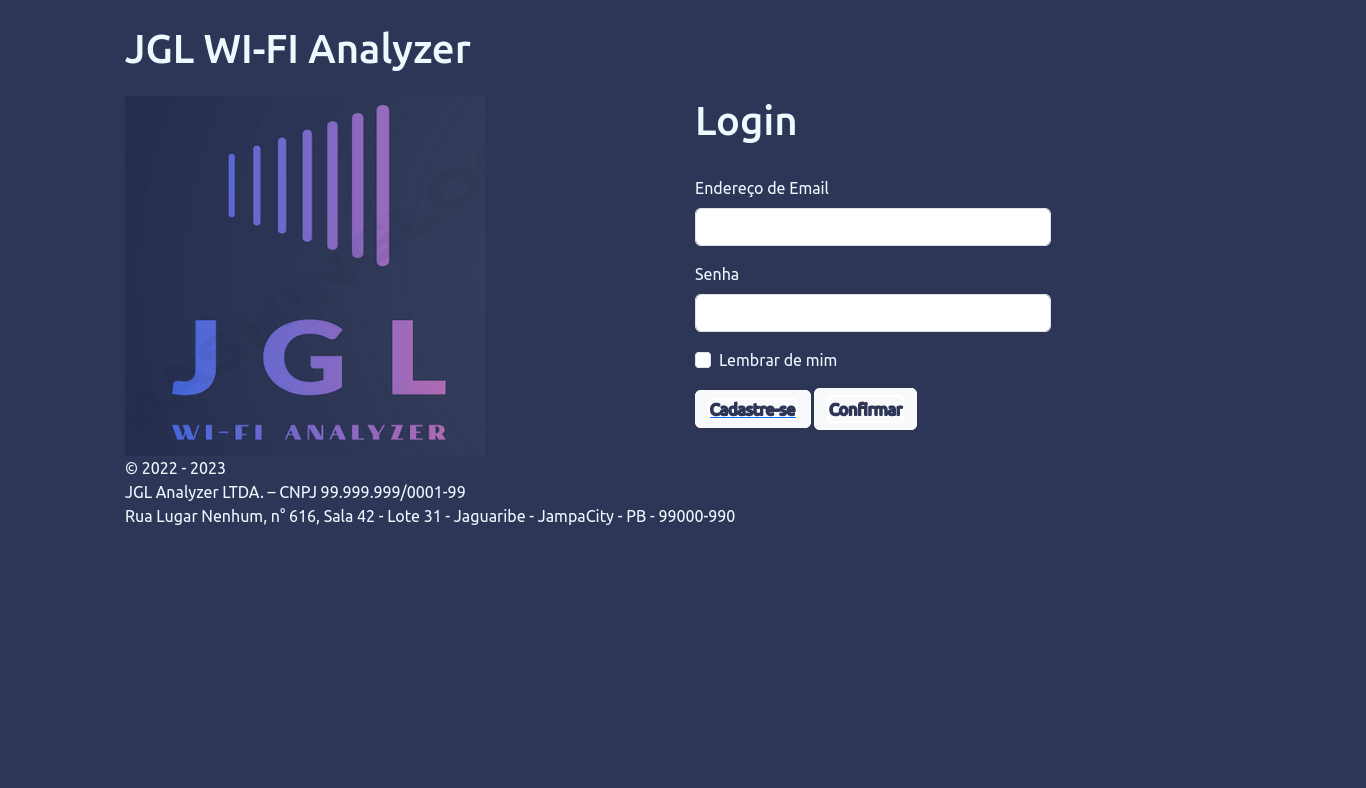 JGL WI-FI Analyzer
JGL
WI-FI ANALYZER
Login
Endereço de Email
Senha
Lembrar de mim
Cadastre-se Confirmar
© 2022 - 2023
JGL Analyzer LTDA. – CNPJ 99.999.999/0001-99
Rua Lugar Nenhum, n° 616, Sala 42 - Lote 31 - Jaguaribe - JampaCity - PB - 99000-990